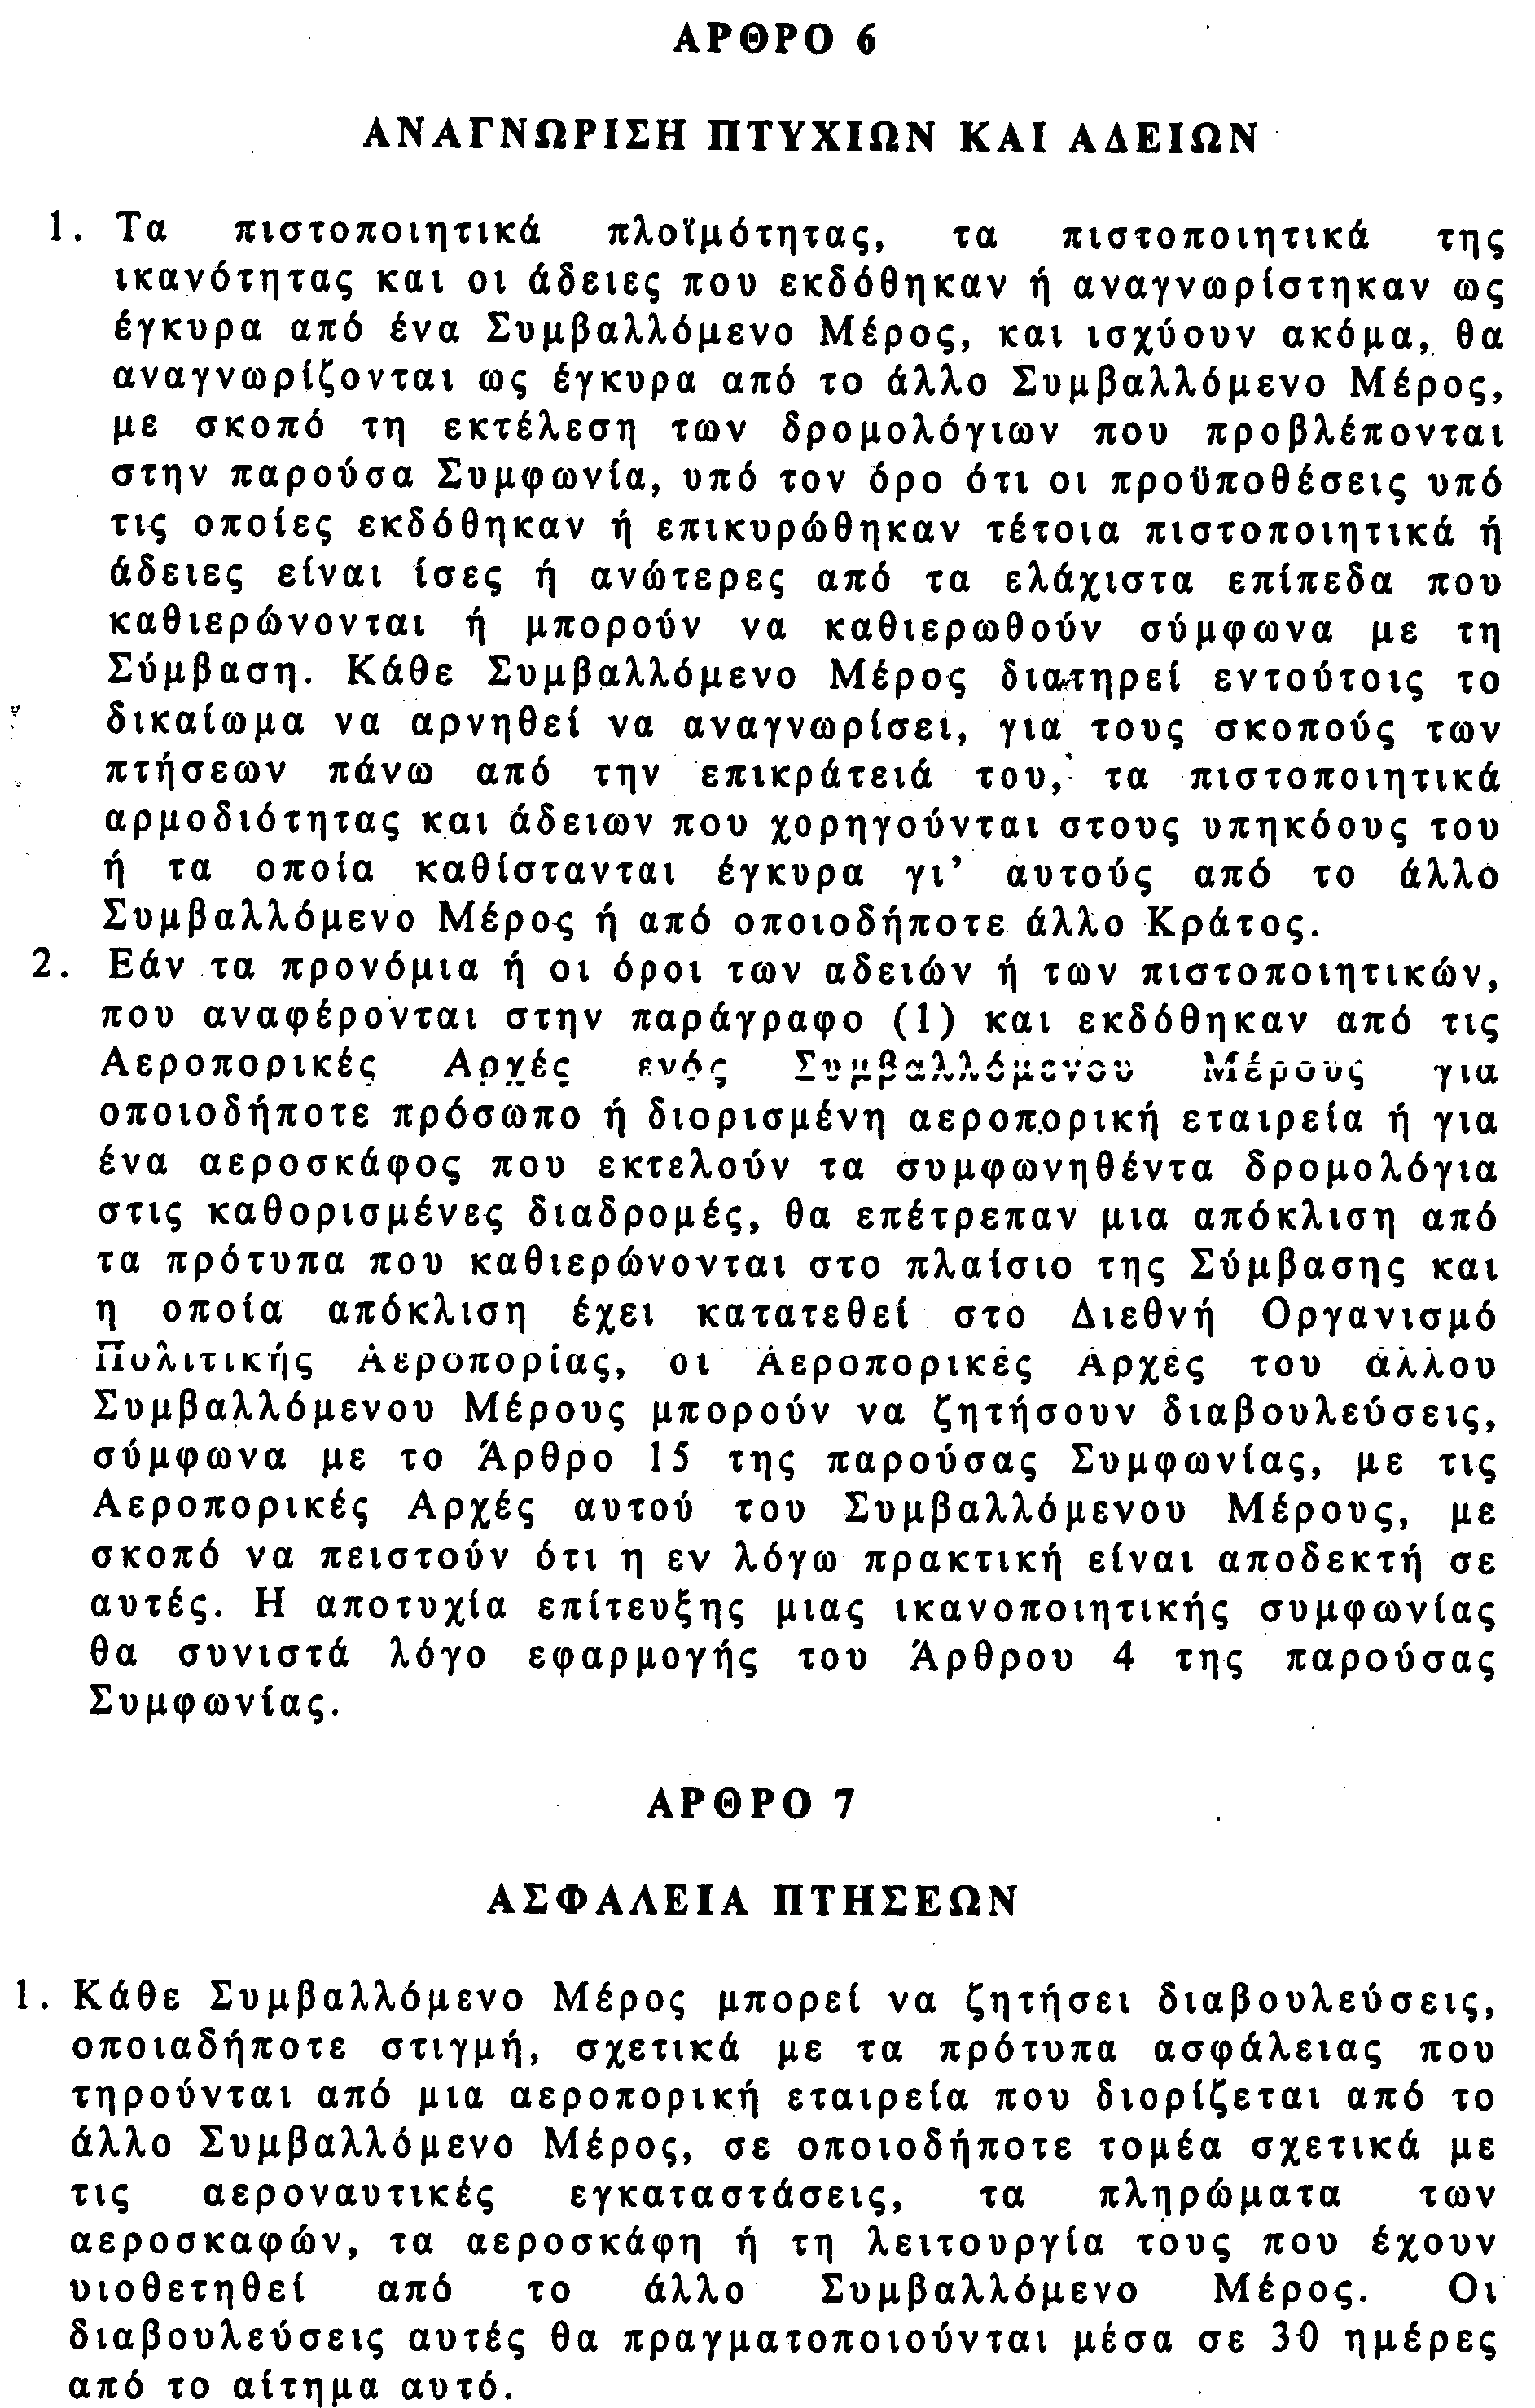 ΑΡΘΡΟ 6
ΑΝΑΓΝΩΡΙΣΗ ΠΤΥΧΙΩΝ ΚΑΙ ΑΔΕΙΩΝ
1. Τα πιστοποιητικά πλοϊμότητας, τα πιστοποιητικά της
ικανότητας και οι άδειες που εκδόθηκαν ή αναγνωρίστηκαν ως
έγκυρα από ένα Συμβαλλόμενο Μέρος, και ισχύουν ακόμα, θα
αναγνωρίζονται ως έγκυρα από το άλλο Συμβαλλόμενο Μέρος,
με σκοπό τη εκτέλεση των δρομολόγιων που προβλέπονται
στην παρούσα Συμφωνία, υπό τον όρο ότι οι προϋποθέσεις υπό
τις οποίες εκδόθηκαν ή επικυρώθηκαν τέτοια πιστοποιητικά ή
άδειες είναι ίσες ή ανώτερες από τα ελάχιστα επίπεδα που
καθιερώνονται ή μπορούν να καθιερωθούν σύμφωνα με τη
Σύμβαση. Κάθε Συμβαλλόμενο Μέρος διατηρεί εντούτοις το
δικαίωμα να αρνηθεί να αναγνωρίσει, για τους σκοπούς των
πτήσεων πάνω από την επικράτειά του, τα πιστοποιητικά
αρμοδιότητας και άδειων που χορηγούνται στους υπηκόους του
ή τα οποία καθίστανται έγκυρα γι' αυτούς από το άλλο
Συμβαλλόμενο Μέρος ή από οποιοδήποτε άλλο Κράτος.
2. Εάν τα προνόμια ή οι όροι των αδειών ή των πιστοποιητικών,
που αναφέρονται στην παράγραφο (1) και εκδόθηκαν από τις
Αεροπορικές Αρχές ενός Συμβαλλόμενου Μέρους για
οποιοδήποτε πρόσωπο ή διορισμένη αεροπορική εταιρεία ή για
ένα αεροσκάφος που εκτελούν τα συμφωνηθέντα δρομολόγια
στις καθορισμένες διαδρομές, θα επέτρεπαν μια απόκλιση από
τα πρότυπα που καθιερώνονται στο πλαίσιο της Σύμβασης και
η οποία απόκλιση έχει κατατεθεί στο Διεθνή Οργανισμό
Πολιτικής Αεροπορίας, οι Αεροπορικές Αρχές του άλλου
Συμβαλλόμενου Μέρους μπορούν να ζητήσουν διαβουλεύσεις,
σύμφωνα με το Άρθρο 15 της παρούσας Συμφωνίας, με τις
Αεροπορικές Αρχές αυτού του Συμβαλλόμενου Μέρους, με
σκοπό να πειστούν ότι η εν λόγω πρακτική είναι αποδεκτή σε
αυτές. Η αποτυχία επίτευξης μιας ικανοποιητικής συμφωνίας
θα συνιστά λόγο εφαρμογής του Άρθρου 4 της παρούσας
Συμφωνίας.
ΑΡΘΡΟ 7
ΑΣΦΑΛΕΙΑ ΠΤΗΣΕΩΝ
1. Κάθε Συμβαλλόμενο Μέρος μπορεί να ζητήσει διαβουλεύσεις,
οποιαδήποτε στιγμή, σχετικά με τα πρότυπα ασφάλειας που
τηρούνται από μια αεροπορική εταιρεία που διορίζεται από το
άλλο Συμβαλλόμενο Μέρος, σε οποιοδήποτε τομέα σχετικά με
τις αεροναυτικές εγκαταστάσεις, τα πληρώματα των
αεροσκαφών, τα αεροσκάφη ή τη λειτουργία τους που έχουν
υιοθετηθεί από το άλλο Συμβαλλόμενο Μέρος. Οι
διαβουλεύσεις αυτές θα πραγματοποιούνται μέσα σε 30 ημέρες
από το αίτημα αυτό.